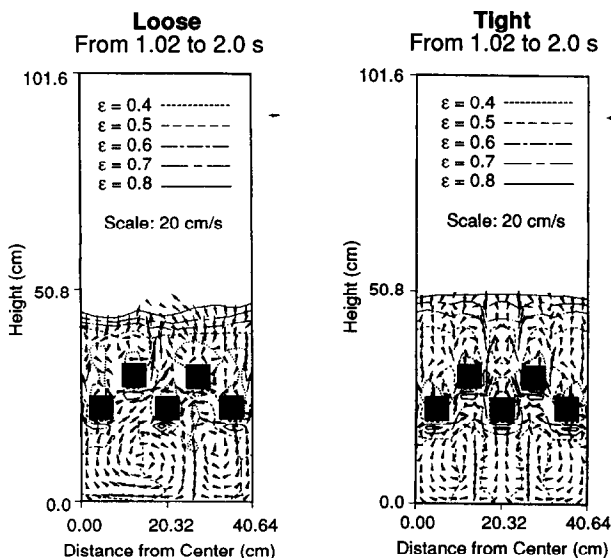 Loose
From 1.02 to 2.0 s
101.6
ε = 0.4
ε = 0.5
ε = 0.6
ε = 0.7
ε = 0.8
Scale: 20 cm/s
Height (cm)
50.8
0.0
0.00 20.32 40.64
Distance from Center (cm)
Tight
From 1.02 to 2.0 s
101.6
ε = 0.4
ε = 0.5
ε = 0.6
ε = 0.7
ε = 0.8
Scale: 20 cm/s
Height (cm)
50.8
0.0
0.00 20.32 40.64
Distance from Center (cm)